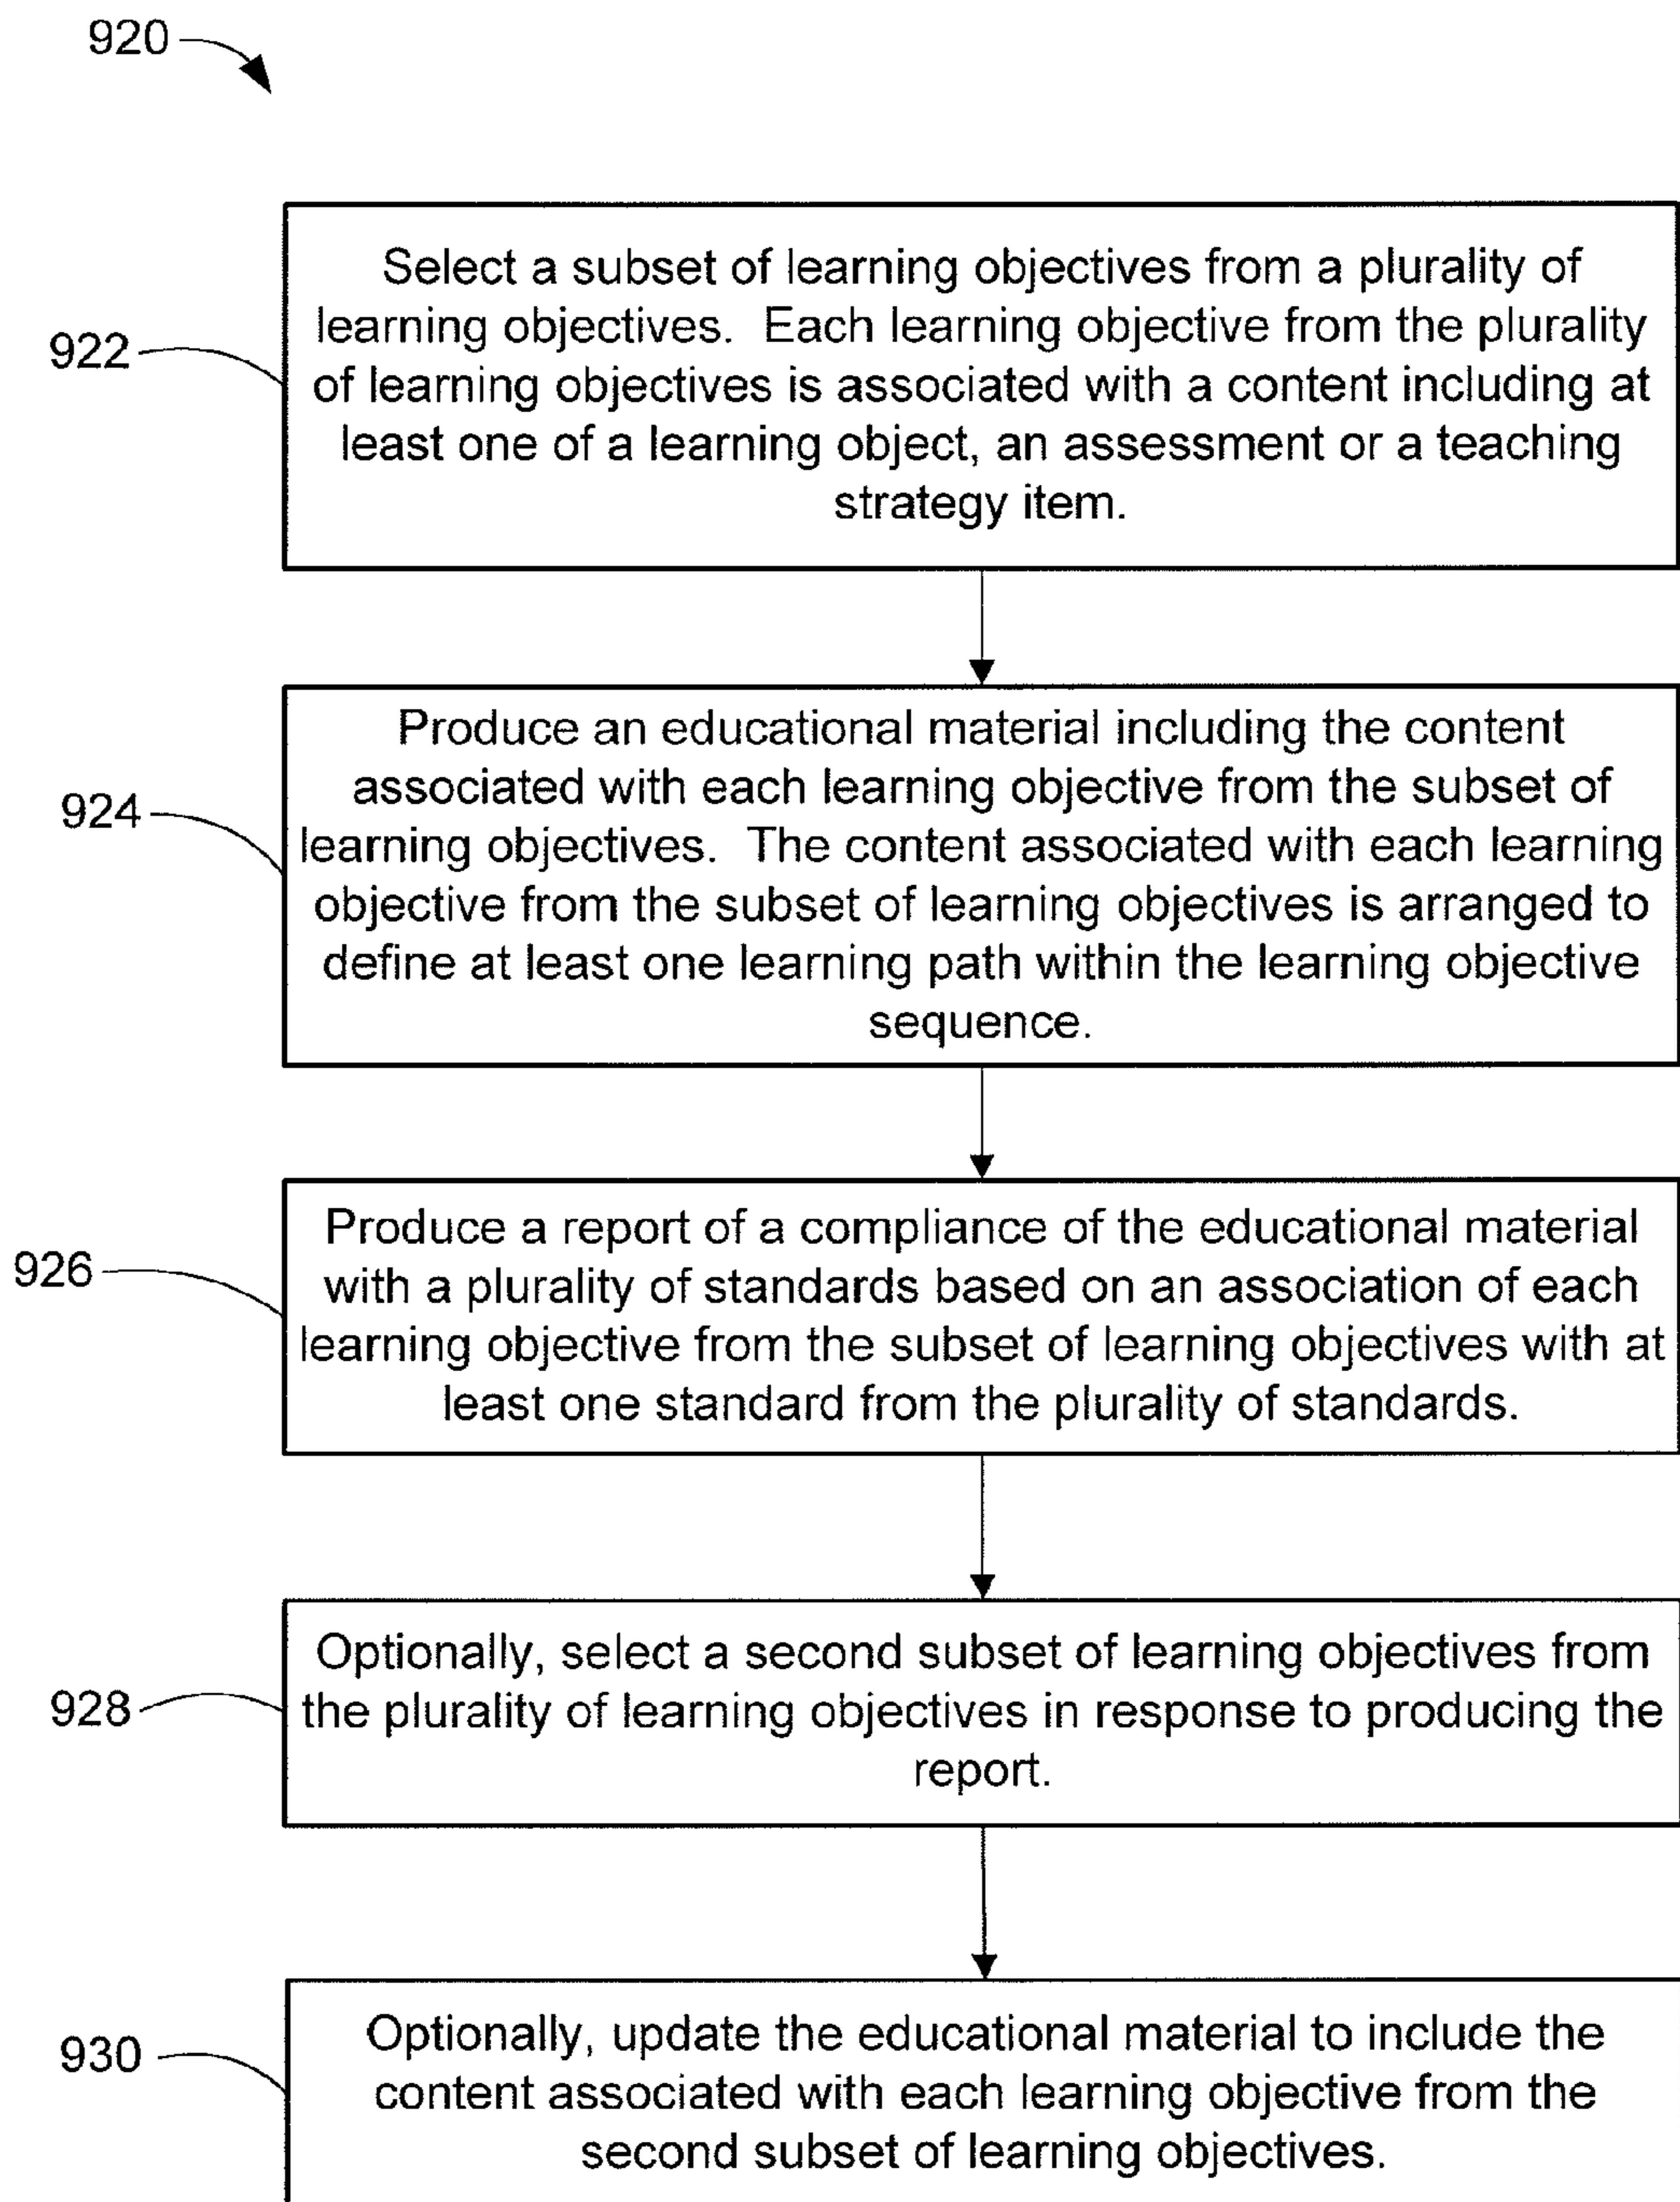 920
Select a subset of learning objectives from a plurality of
learning objectives.  Each learning objective from the plurality
of learning objectives is associated with a content including at
least one of a learning object, an assessment or a teaching
strategy item.
922
Produce an educational material including the content
associated with each learning objective from the subset of
learning objectives.  The content associated with each learning
objective from the subset of learning objectives is arranged to
define at least one learning path within the learning objective
sequence.
924
Produce a report of a compliance of the educational material
with a plurality of standards based on an association of each
learning objective from the subset of learning objectives with at
least one standard from the plurality of standards.
926
Optionally, select a second subset of learning objectives from
the plurality of learning objectives in response to producing the
report.
928
Optionally, update the educational material to include the
content associated with each learning objective from the
second subset of learning objectives.
930